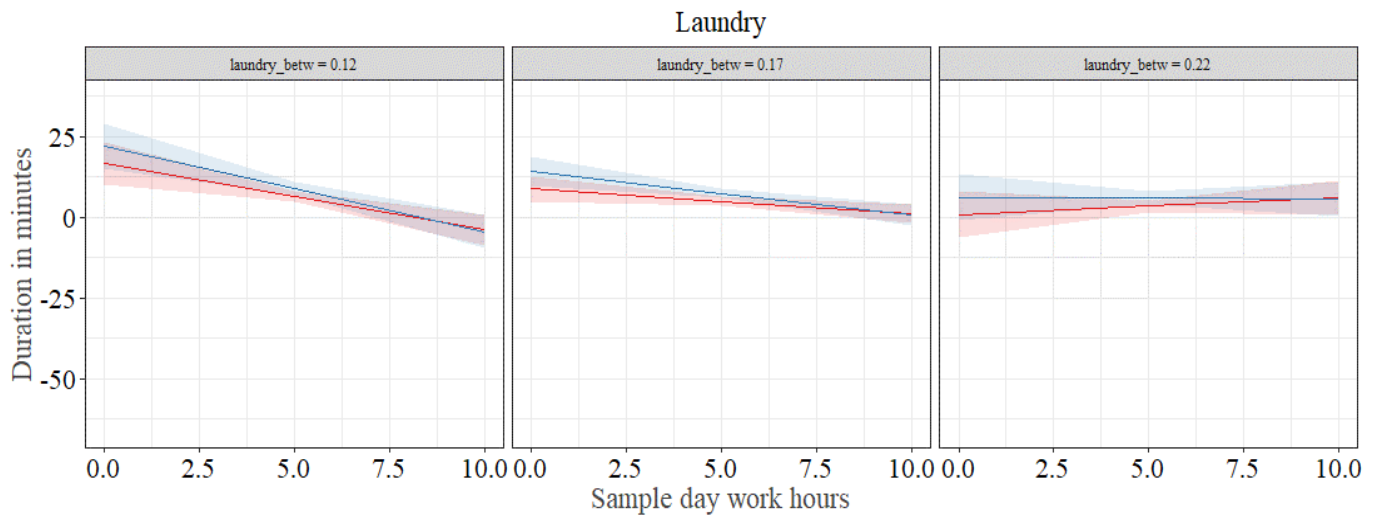 Laundry
laundry_betw = 0.12
laundry_betw = 0.17
laundry_betw = 0.22
Duration in minutes
25
0
-25
-50
0.0 2.5 5.0 7.5 10.0
0.0 2.5 5.0 7.5 10.0
0.0 2.5 5.0 7.5 10.0
Sample day work hours